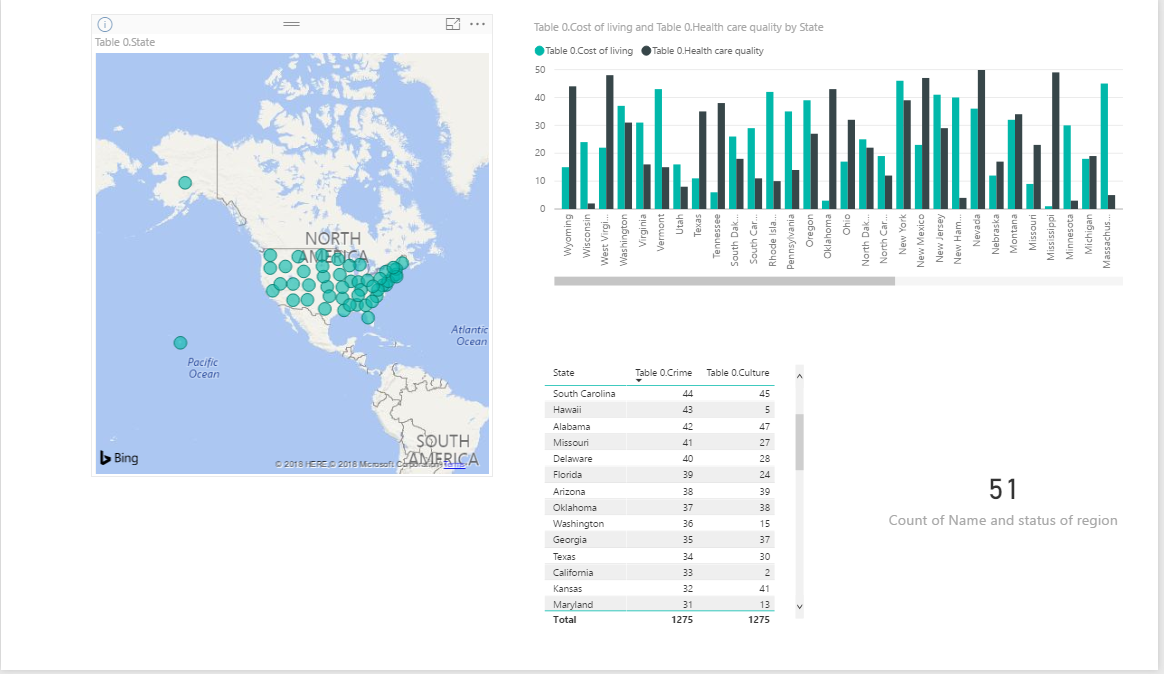 Table 0.State
NORTH
AMERICA
Pacific
Ocean
Atlantic
Ocean
SOUTH
AMERICA
Bing
© 2018 HERE © 2018 Microsoft Corporation Terms
Table 0.Cost of living and Table 0.Health care quality by State
Table 0.Cost of living Table 0.Health care quality
50
40
30
20
10
0
Wyoming
Wisconsin
West Virgi...
Washington
Virginia
Vermont
Utah
Texas
Tennessee
South Dak...
South Car...
Rhode Isla...
Pennsylvania
Oregon
Oklahoma
Ohio
North Dak...
North Car...
New York
New Mexico
New Jersey
New Ham...
Nevada
Nebraska
Montana
Missouri
Mississippi
Minnesota
Michigan
Massachus...
State Table 0.Crime Table 0.Culture
South Carolina 44 45
Hawaii 43 5
Alabama 42 47
Missouri 41 27
Delaware 40 28
Florida 39 24
Arizona 38 39
Oklahoma 37 38
Washington 36 15
Georgia 35 37
Texas 34 30
California 33 2
Kansas 32 41
Maryland 31 13
Total 1275 1275
51
Count of Name and status of region